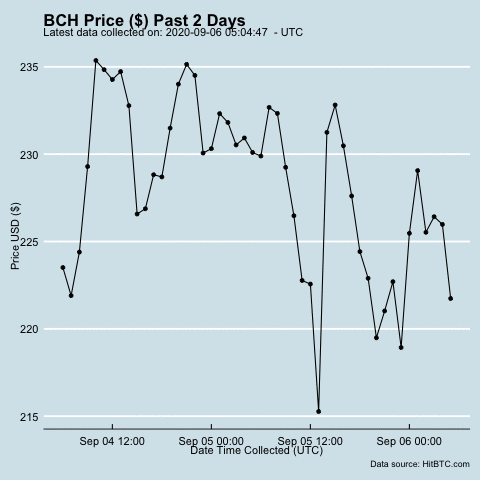 BCH Price ($) Past 2 Days
Latest data collected on: 2020-09-06 05:04:47 - UTC
235
230
225
220
215
Price USD ($)
Sep 04 12:00 Sep 05 00:00 Sep 05 12:00 Sep 06 00:00
Date Time Collected (UTC)
Data source: HitBTC.com